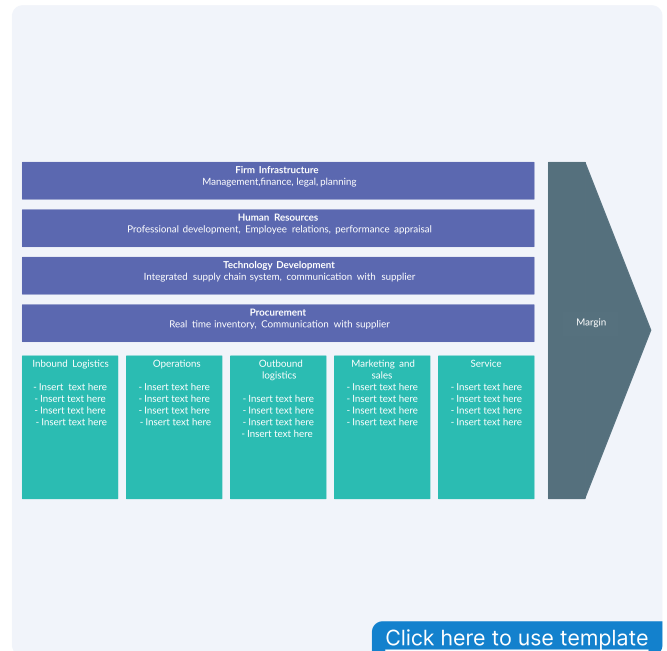 Firm Infrastructure
Management,finance, legal, planning
Human Resources
Professional development, Employee relations, performance appraisal
Technology Development
Integrated supply chain system, communication with supplier
Procurement
Real time inventory, Communication with supplier
Inbound Logistics
- Insert text here
- Insert text here
- Insert text here
- Insert text here
Operations
- Insert text here
- Insert text here
- Insert text here
- Insert text here
Outbound
logistics
- Insert text here
- Insert text here
- Insert text here
- Insert text here
Marketing and
sales
- Insert text here
- Insert text here
- Insert text here
- Insert text here
Service
- Insert text here
- Insert text here
- Insert text here
- Insert text here
Margin
Click here to use template